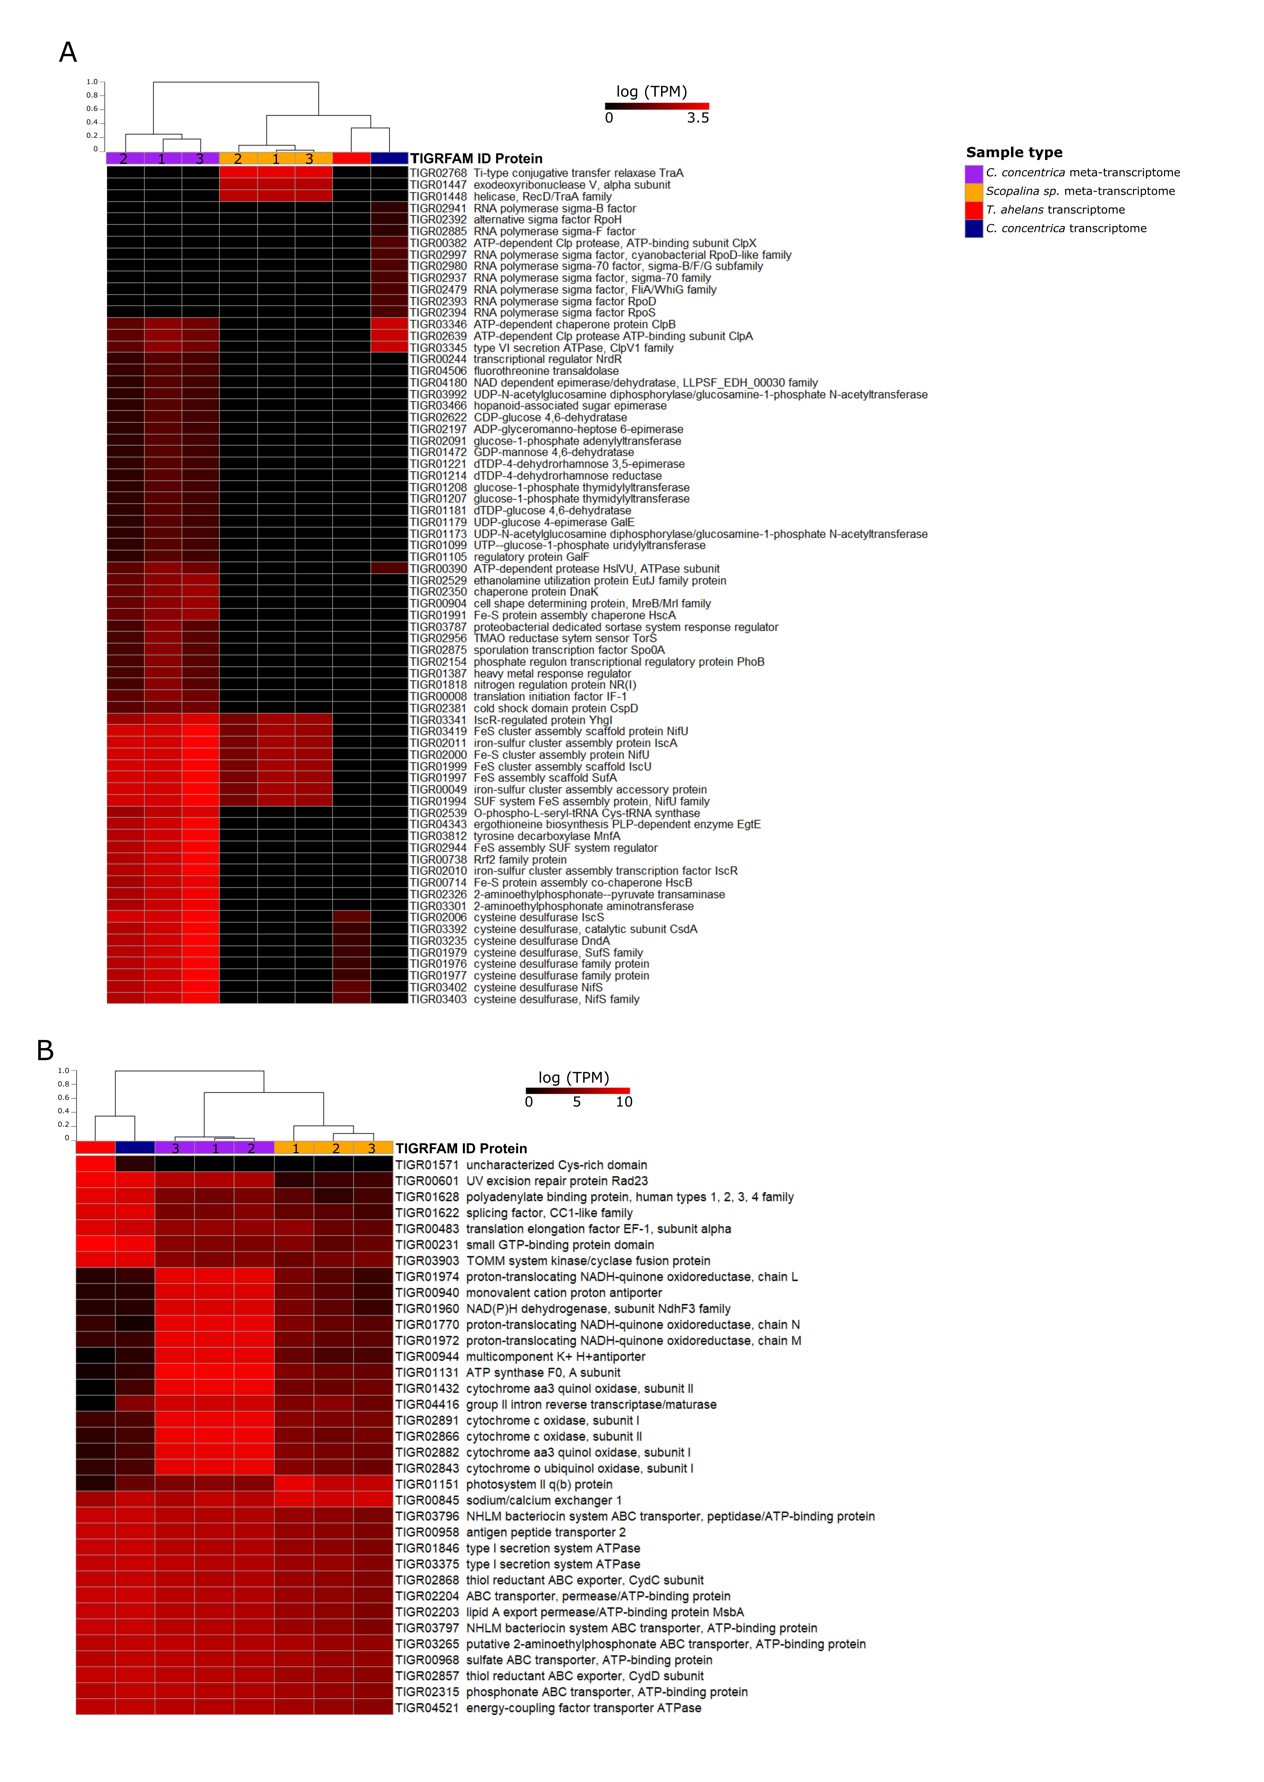 A
1.0
0.8
0.6
0.4
0.2
0
log (TPM)
0 3.5
2 1 3 2 1 3
TIGRFAM ID Protein
Sample type
C. concentrica meta-transcriptome
Scopalina sp. meta-transcriptome
T. ahelans transcriptome
C. concentrica transcriptome
TIGR02768 Ti-type conjugative transfer relaxase TraA
TIGR01447 exodeoxyribonuclease V, alpha subunit
TIGR01448 helicase, RecD/TraA family
TIGR02941 RNA polymerase sigma-B factor
TIGR02392 alternative sigma factor RpoH
TIGR02885 RNA polymerase sigma-F factor
TIGR00382 ATP-dependent Clp protease, ATP-binding subunit ClpX
TIGR02997 RNA polymerase sigma factor, cyanobacterial RpoD-like family
TIGR02980 RNA polymerase sigma-70 factor, sigma-B/F/G subfamily
TIGR02937 RNA polymerase sigma factor, sigma-70 family
TIGR02479 RNA polymerase sigma factor, FliA/WhiG family
TIGR02393 RNA polymerase sigma factor RpoD
TIGR02394 RNA polymerase sigma factor RpoS
TIGR03346 ATP-dependent chaperone protein ClpB
TIGR02639 ATP-dependent Clp protease ATP-binding subunit ClpA
TIGR03345 type VI secretion ATPase, ClpV1 family
TIGR00244 transcriptional regulator NrdR
TIGR04506 fluorothreonine transaldolase
TIGR04180 NAD dependent epimerase/dehydratase, LLPSF_EDH_00030 family
TIGR03992 UDP-N-acetylglucosamine diphosphorylase/glucosamine-1-phosphate N-acetyltransferase
TIGR03466 hopanoid-associated sugar epimerase
TIGR02622 CDP-glucose 4,6-dehydratase
TIGR02197 ADP-glyceromanno-heptose 6-epimerase
TIGR02091 glucose-1-phosphate adenylyltransferase
TIGR01472 GDP-mannose 4,6-dehydratase
TIGR01221 dTDP-4-dehydrorhamnose 3,5-epimerase
TIGR01214 dTDP-4-dehydrorhamnose reductase
TIGR01208 glucose-1-phosphate thymidylyltransferase
TIGR01207 glucose-1-phosphate thymidylyltransferase
TIGR01181 dTDP-glucose 4,6-dehydratase
TIGR01179 UDP-glucose 4-epimerase GalE
TIGR01173 UDP-N-acetylglucosamine diphosphorylase/glucosamine-1-phosphate N-acetyltransferase
TIGR01099 UTP--glucose-1-phosphate uridylyltransferase
TIGR01105 regulatory protein GalF
TIGR00390 ATP-dependent protease HslVU, ATPase subunit
TIGR02529 ethanolamine utilization protein EutJ family protein
TIGR02350 chaperone protein DnaK
TIGR00904 cell shape determining protein, MreB/Mrl family
TIGR01991 Fe-S protein assembly chaperone HscA
TIGR03787 proteobacterial dedicated sortase system response regulator
TIGR02956 TMAO reductase sytem sensor TorS
TIGR02875 sporulation transcription factor Spo0A
TIGR02154 phosphate regulon transcriptional regulatory protein PhoB
TIGR01387 heavy metal response regulator
TIGR01818 nitrogen regulation protein NR(I)
TIGR00008 translation initiation factor IF-1
TIGR02381 cold shock domain protein CspD
TIGR03341 IscR-regulated protein YhgI
TIGR03419 FeS cluster assembly scaffold protein NifU
TIGR02011 iron-sulfur cluster assembly protein IscA
TIGR02000 Fe-S cluster assembly protein NifU
TIGR01999 FeS cluster assembly scaffold IscU
TIGR01997 FeS assembly scaffold SufA
TIGR00049 iron-sulfur cluster assembly accessory protein
TIGR01994 SUF system FeS assembly protein, NifU family
TIGR02539 O-phospho-L-seryl-tRNA Cys-tRNA synthase
TIGR04343 ergothioneine biosynthesis PLP-dependent enzyme EgtE
TIGR03812 tyrosine decarboxylase MnfA
TIGR02944 FeS assembly SUF system regulator
TIGR00738 Rrf2 family protein
TIGR02010 iron-sulfur cluster assembly transcription factor IscR
TIGR00714 Fe-S protein assembly co-chaperone HscB
TIGR02326 2-aminoethylphosphonate--pyruvate transaminase
TIGR03301 2-aminoethylphosphonate aminotransferase
TIGR02006 cysteine desulfurase IscS
TIGR03392 cysteine desulfurase, catalytic subunit CsdA
TIGR03235 cysteine desulfurase DndA
TIGR01979 cysteine desulfurase, SufS family
TIGR01976 cysteine desulfurase family protein
TIGR01977 cysteine desulfurase family protein
TIGR03402 cysteine desulfurase NifS
TIGR03403 cysteine desulfurase, NifS family
B
1.0
0.8
0.6
0.4
0.2
0
log (TPM)
0 5 10
3 1 2 1 2 3
TIGRFAM ID Protein
TIGR01571 uncharacterized Cys-rich domain
TIGR00601 UV excision repair protein Rad23
TIGR01628 polyadenylate binding protein, human types 1, 2, 3, 4 family
TIGR01622 splicing factor, CC1-like family
TIGR00483 translation elongation factor EF-1, subunit alpha
TIGR00231 small GTP-binding protein domain
TIGR03903 TOMM system kinase/cyclase fusion protein
TIGR01974 proton-translocating NADH-quinone oxidoreductase, chain L
TIGR00940 monovalent cation proton antiporter
TIGR01960 NAD(P)H dehydrogenase, subunit NdhF3 family
TIGR01770 proton-translocating NADH-quinone oxidoreductase, chain N
TIGR01972 proton-translocating NADH-quinone oxidoreductase, chain M
TIGR00944 multicomponent K+ H+antiporter
TIGR01131 ATP synthase F0, A subunit
TIGR01432 cytochrome aa3 quinol oxidase, subunit II
TIGR04416 group II intron reverse transcriptase/maturase
TIGR02891 cytochrome c oxidase, subunit I
TIGR02866 cytochrome c oxidase, subunit II
TIGR02882 cytochrome aa3 quinol oxidase, subunit I
TIGR02843 cytochrome o ubiquinol oxidase, subunit I
TIGR01151 photosystem II q(b) protein
TIGR00845 sodium/calcium exchanger 1
TIGR03796 NHLM bacteriocin system ABC transporter, peptidase/ATP-binding protein
TIGR00958 antigen peptide transporter 2
TIGR01846 type I secretion system ATPase
TIGR03375 type I secretion system ATPase
TIGR02868 thiol reductant ABC exporter, CydC subunit
TIGR02204 ABC transporter, permease/ATP-binding protein
TIGR02203 lipid A export permease/ATP-binding protein MsbA
TIGR03797 NHLM bacteriocin system ABC transporter, ATP-binding protein
TIGR03265 putative 2-aminoethylphosphonate ABC transporter, ATP-binding protein
TIGR00968 sulfate ABC transporter, ATP-binding protein
TIGR02857 thiol reductant ABC exporter, CydD subunit
TIGR02315 phosphonate ABC transporter, ATP-binding protein
TIGR04521 energy-coupling factor transporter ATPase